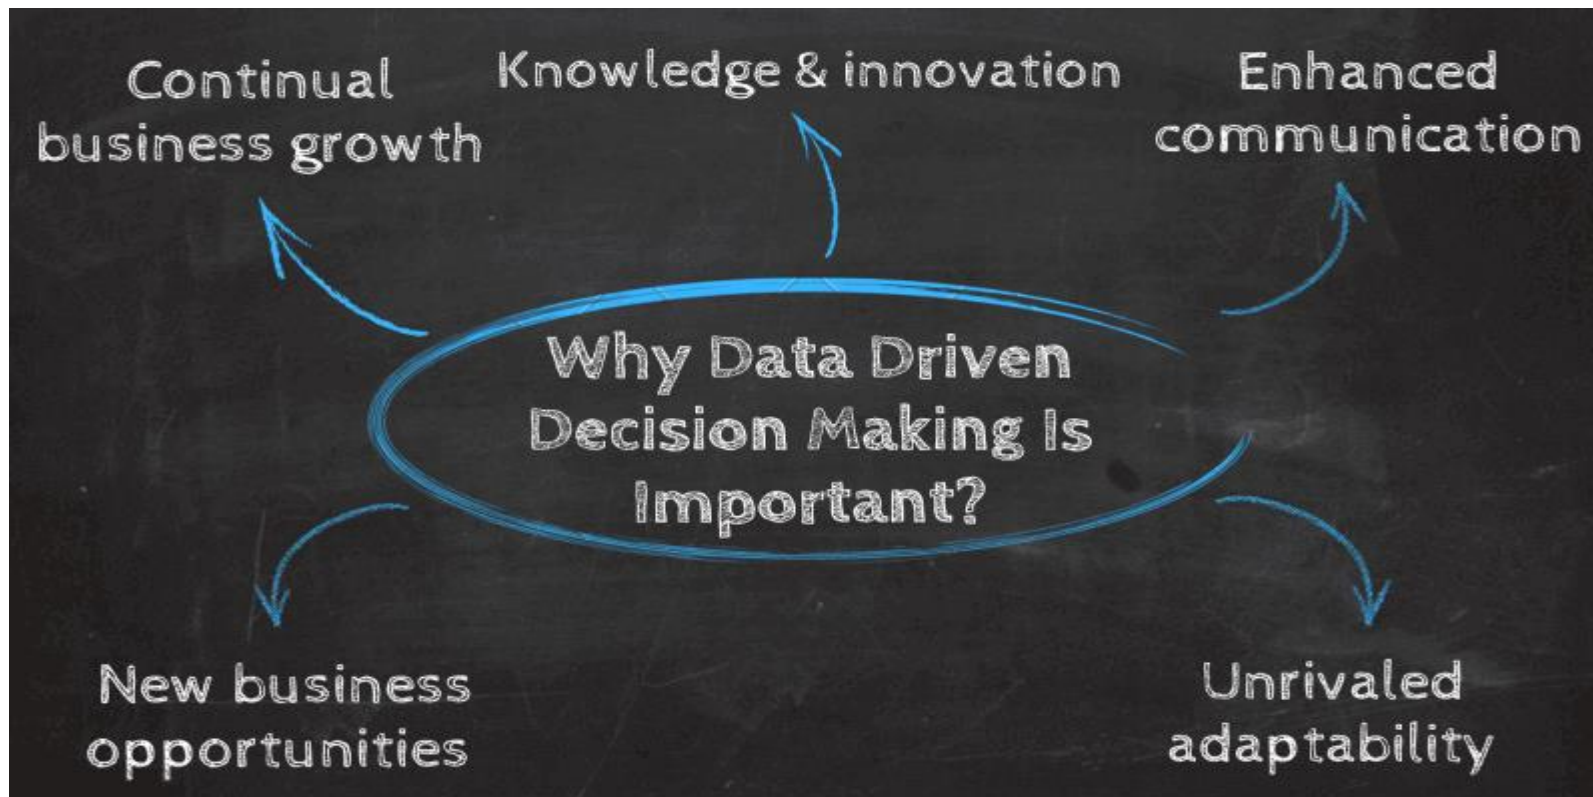 Continual
business growth
Knowledge & innovation
Enhanced
communication
Why Data Driven
Decision Making Is
Important?
New business
opportunities
Unrivaled
adaptability